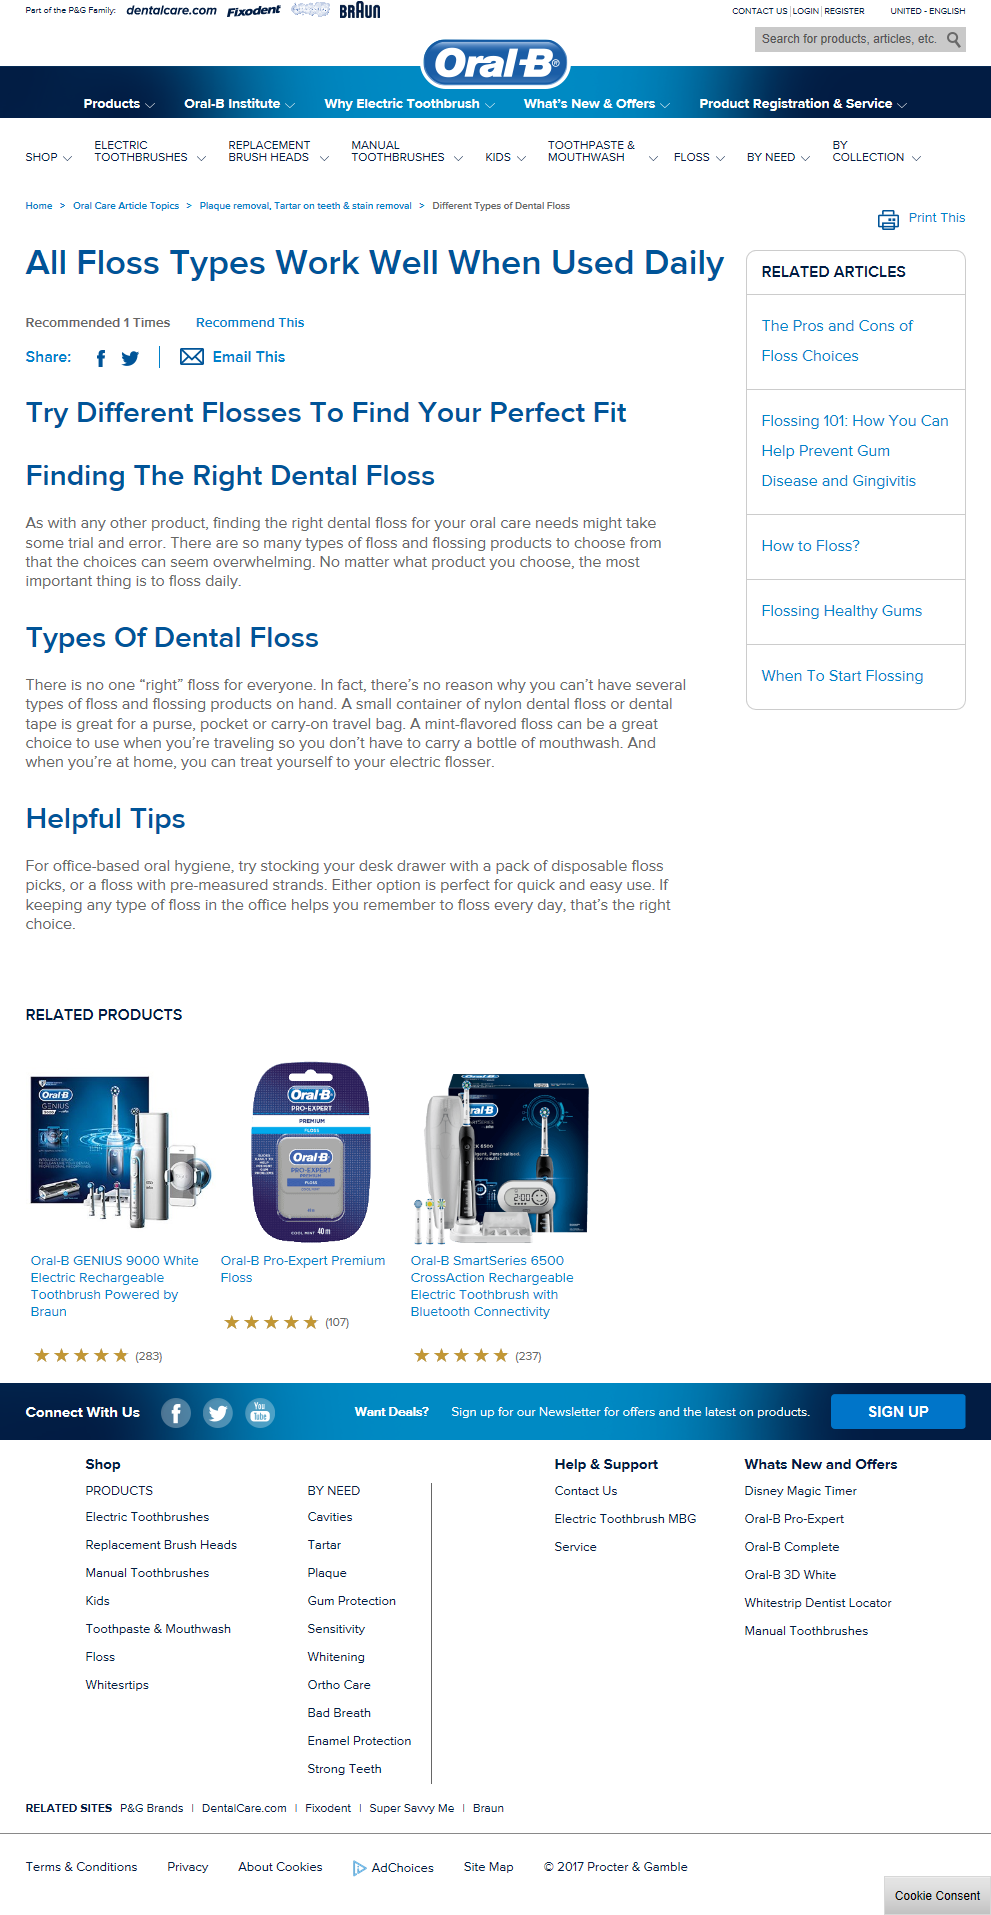 Part of the P&G Family: dentalcare.com Fixodent BRAUN
CONTACT US LOGIN REGISTER UNITED - ENGLISH
Search for products, articles, etc.
Oral-B®
Products Oral-B Institute Why Electric Toothbrush What's New & Offers Product Registration & Service
SHOP
ELECTRIC
TOOTHBRUSHES
REPLACEMENT
BRUSH HEADS
MANUAL
TOOTHBRUSHES
KIDS
TOOTHPASTE &
MOUTHWASH
FLOSS
BY NEED
BY
COLLECTION
Home > Oral Care Article Topics > Plaque removal, Tartar on teeth & stain removal > Different Types of Dental Floss
Print This
All Floss Types Work Well When Used Daily
Recommended 1 Times Recommend This
Share: Email This
Try Different Flosses To Find Your Perfect Fit
Finding The Right Dental Floss
As with any other product, finding the right dental floss for your oral care needs might take
some trial and error. There are so many types of floss and flossing products to choose from
that the choices can seem overwhelming. No matter what product you choose, the most
important thing is to floss daily.
Types Of Dental Floss
There is no one “right” floss for everyone. In fact, there’s no reason why you can’t have several
types of floss and flossing products on hand. A small container of nylon dental floss or dental
tape is great for a purse, pocket or carry-on travel bag. A mint-flavored floss can be a great
choice to use when you’re traveling so you don’t have to carry a bottle of mouthwash. And
when you’re at home, you can treat yourself to your electric flosser.
Helpful Tips
For office-based oral hygiene, try stocking your desk drawer with a pack of disposable floss
picks, or a floss with pre-measured strands. Either option is perfect for quick and easy use. If
keeping any type of floss in the office helps you remember to floss every day, that’s the right
choice.
RELATED ARTICLES
The Pros and Cons of
Floss Choices
Flossing 101: How You Can
Help Prevent Gum
Disease and Gingivitis
How to Floss?
Flossing Healthy Gums
When To Start Flossing
RELATED PRODUCTS
Oral-B
GENIUS
Oral-B
PRO-EXPERT
PREMIUM
FLOSS
Oral-B
PRO-EXPERT
PREMIUM
FLOSS
COOL MINT 40m
2:00
Oral-B GENIUS 9000 White
Electric Rechargeable
Toothbrush Powered by
Braun
(283)
Oral-B Pro-Expert Premium
Floss
(107)
Oral-B SmartSeries 6500
CrossAction Rechargeable
Electric Toothbrush with
Bluetooth Connectivity
(237)
Connect With Us You Tube Want Deals? Sign up for our Newsletter for offers and the latest on products. SIGN UP
Shop
PRODUCTS
Electric Toothbrushes
Replacement Brush Heads
Manual Toothbrushes
Kids
Toothpaste & Mouthwash
Floss
Whitesrtips
BY NEED
Cavities
Tartar
Plaque
Gum Protection
Sensitivity
Whitening
Ortho Care
Bad Breath
Enamel Protection
Strong Teeth
Help & Support
Contact Us
Electric Toothbrush MBG
Service
Whats New and Offers
Disney Magic Timer
Oral-B Pro-Expert
Oral-B Complete
Oral-B 3D White
Whitestrip Dentist Locator
Manual Toothbrushes
RELATED SITES P&G Brands | DentalCare.com | Fixodent | Super Savvy Me | Braun
Terms & Conditions Privacy About Cookies AdChoices Site Map © 2017 Procter & Gamble
Cookie Consent